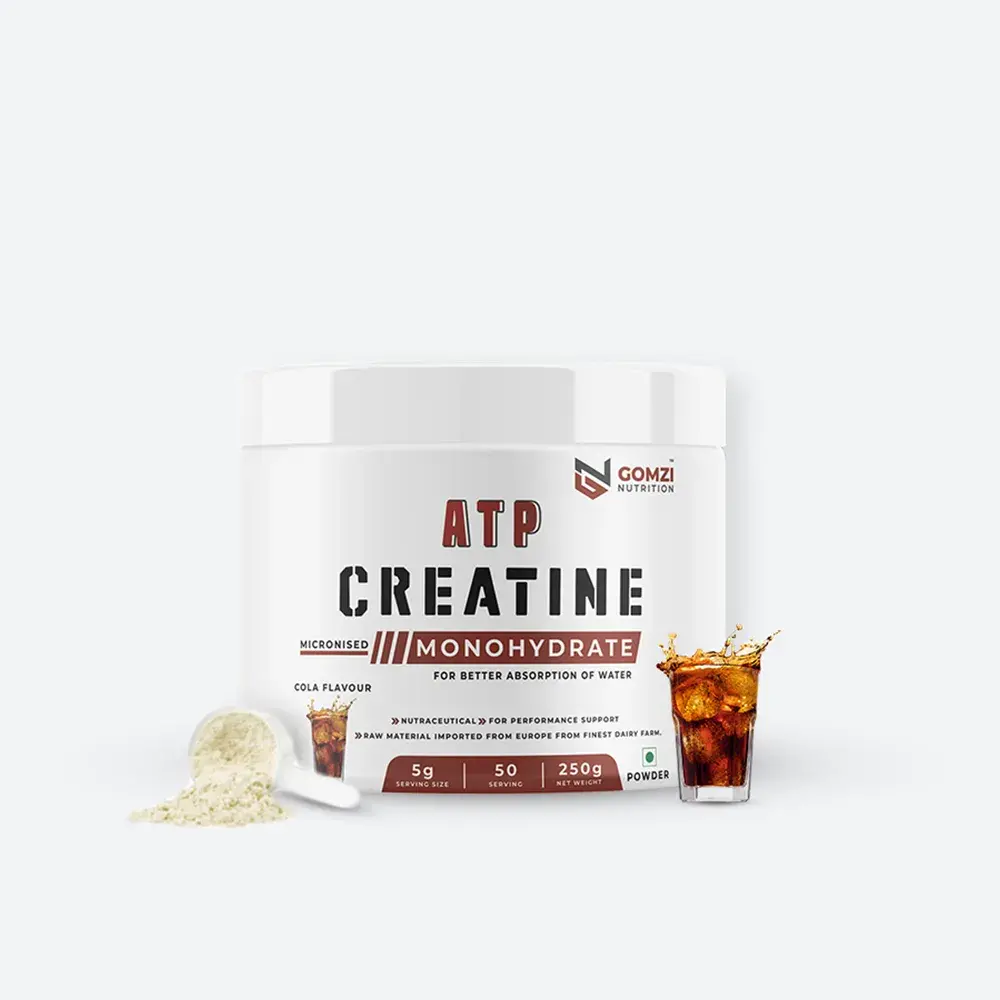 GOMZI™
NUTRITION
ATP
CREATINE
MICRONISED MONOHYDRATE
FOR BETTER ABSORPTION OF WATER
COLA FLAVOUR
NUTRACEUTICAL FOR PERFORMANCE SUPPORT
RAW MATERIAL IMPORTED FROM EUROPE FROM FINEST DAIRY FARM.
5g 50 250g
SERVING SIZE SERVING NET WEIGHT
POWDER